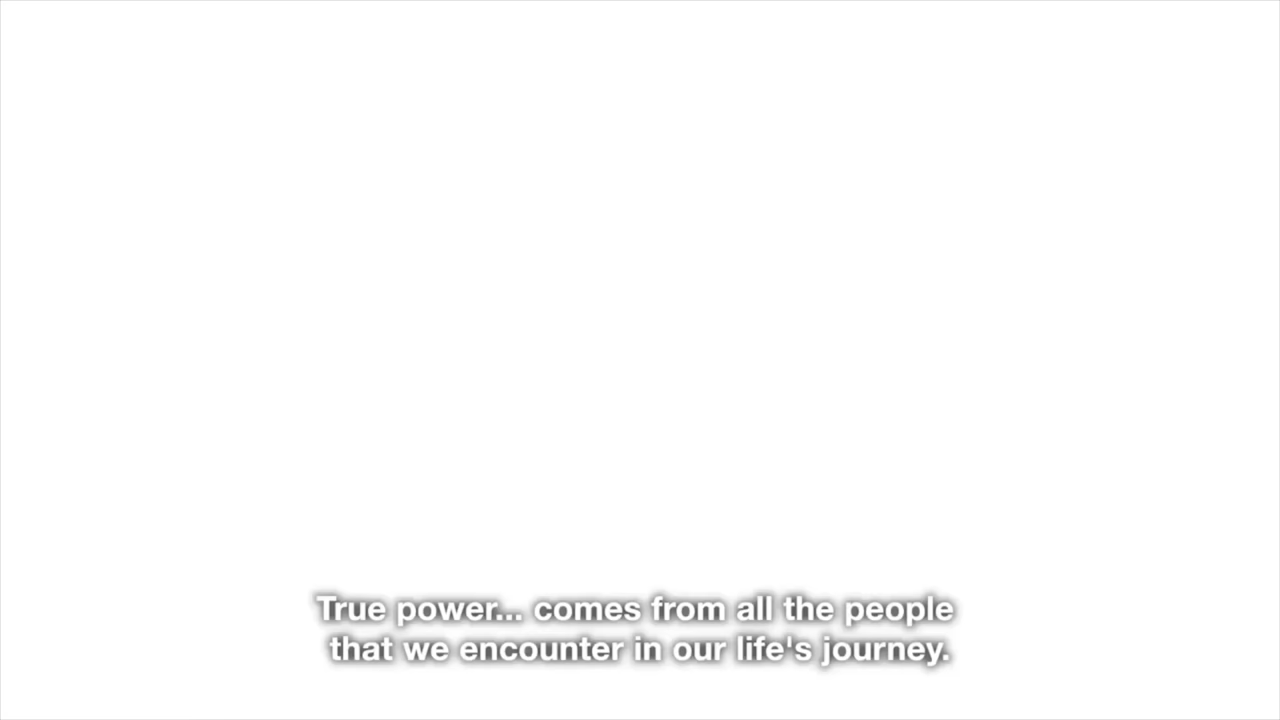 True power... comes from all the people
that we encounter in our life's journey.